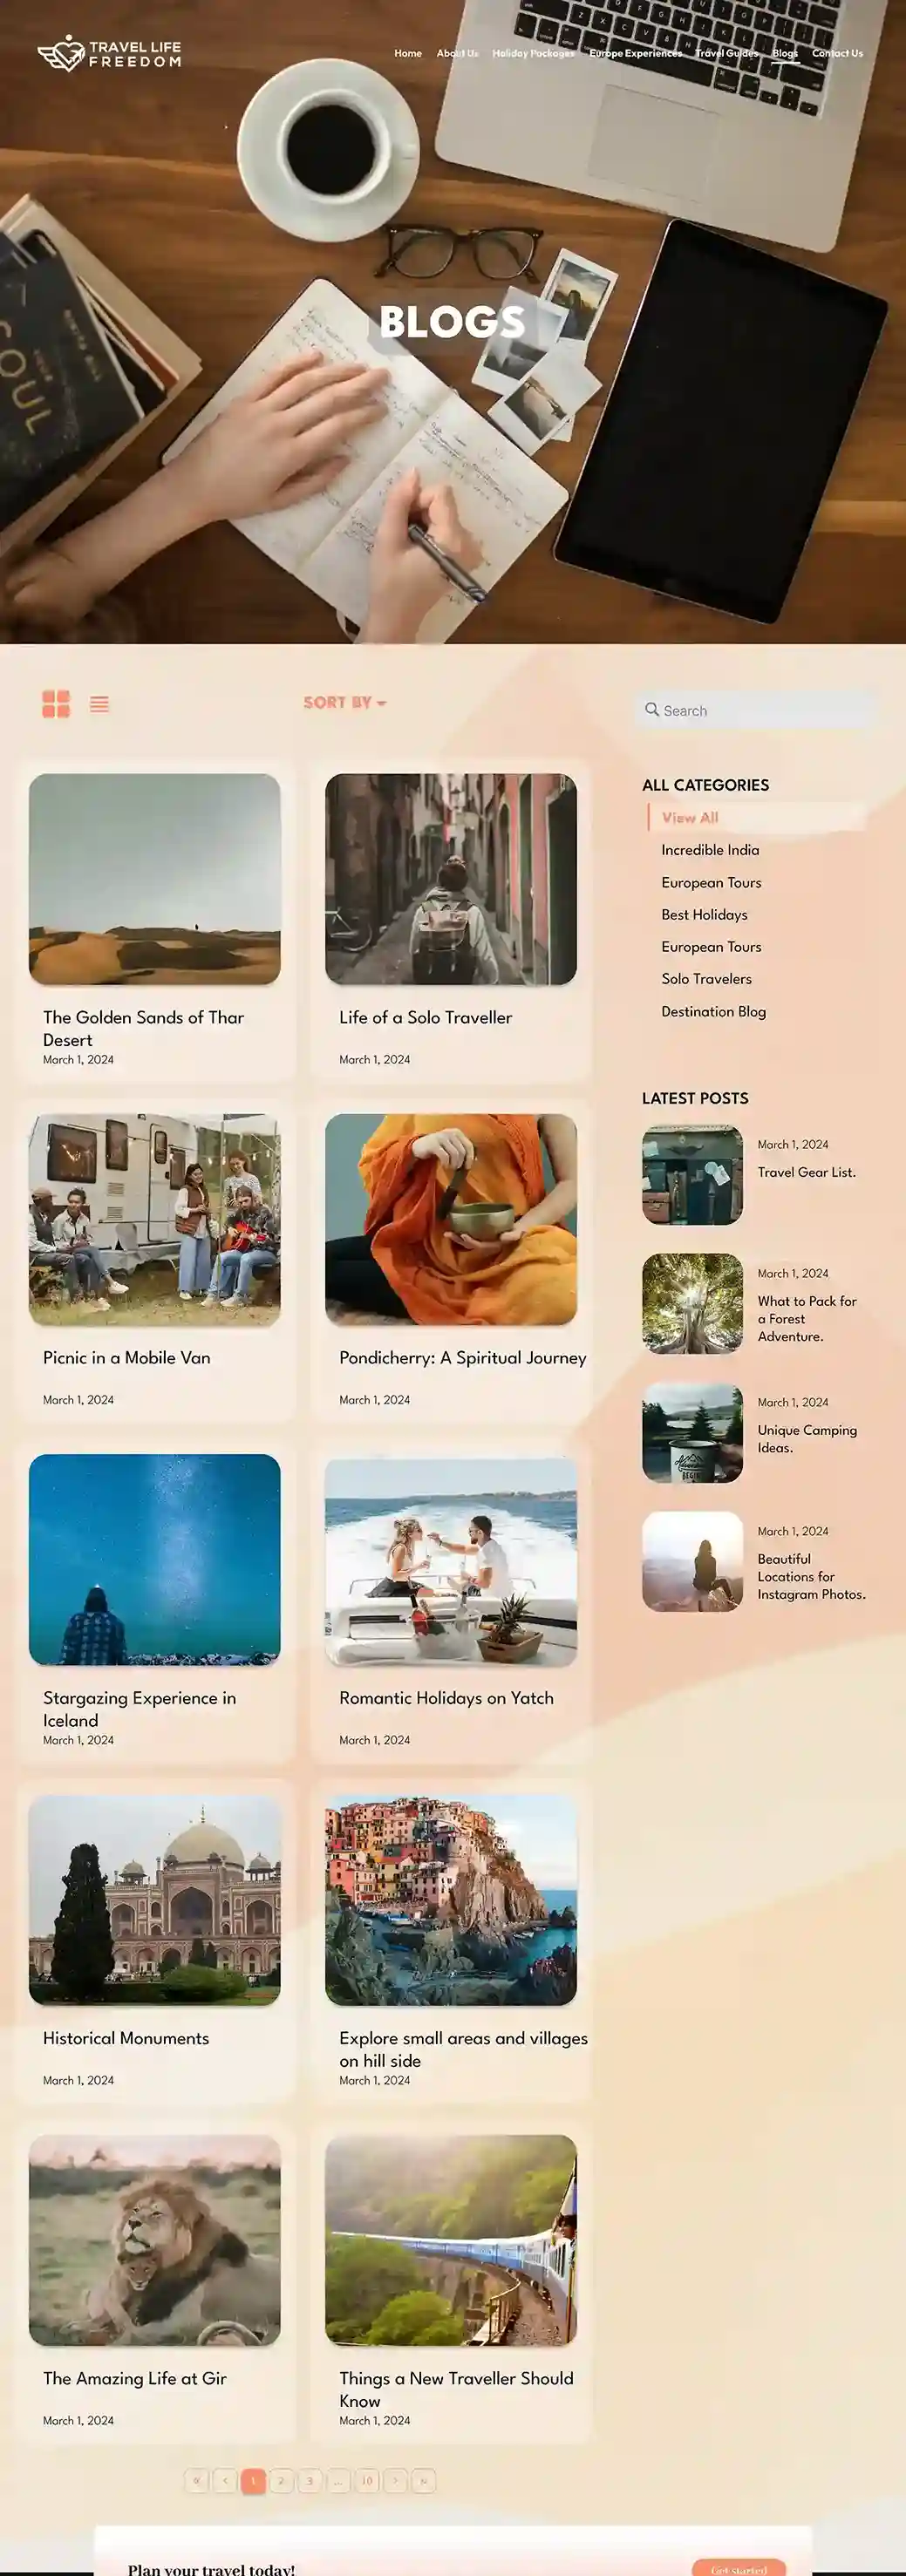 TRAVEL LIFE
FREEDOM
Home About Us Holiday Packages Europe Experiences Travel Guides Blogs Contact Us
SOUL
BLOGS
SORT BY
Search
ALL CATEGORIES
View All
Incredible India
European Tours
Best Holidays
European Tours
Solo Travelers
Destination Blog
The Golden Sands of Thar
Desert
March 1, 2024
Life of a Solo Traveller
March 1, 2024
LATEST POSTS
March 1, 2024
Travel Gear List.
March 1, 2024
What to Pack for
a Forest
Adventure.
March 1, 2024
Unique Camping
Ideas.
March 1, 2024
Beautiful
Locations for
Instagram Photos.
Picnic in a Mobile Van
March 1, 2024
Pondicherry: A Spiritual Journey
March 1, 2024
Stargazing Experience in
Iceland
March 1, 2024
Romantic Holidays on Yatch
March 1, 2024
Historical Monuments
March 1, 2024
Explore small areas and villages
on hill side
March 1, 2024
The Amazing Life at Gir
March 1, 2024
Things a New Traveller Should
Know
March 1, 2024
« ‹ 1 2 3 ... 10 › »
Plan your travel today!
Get started